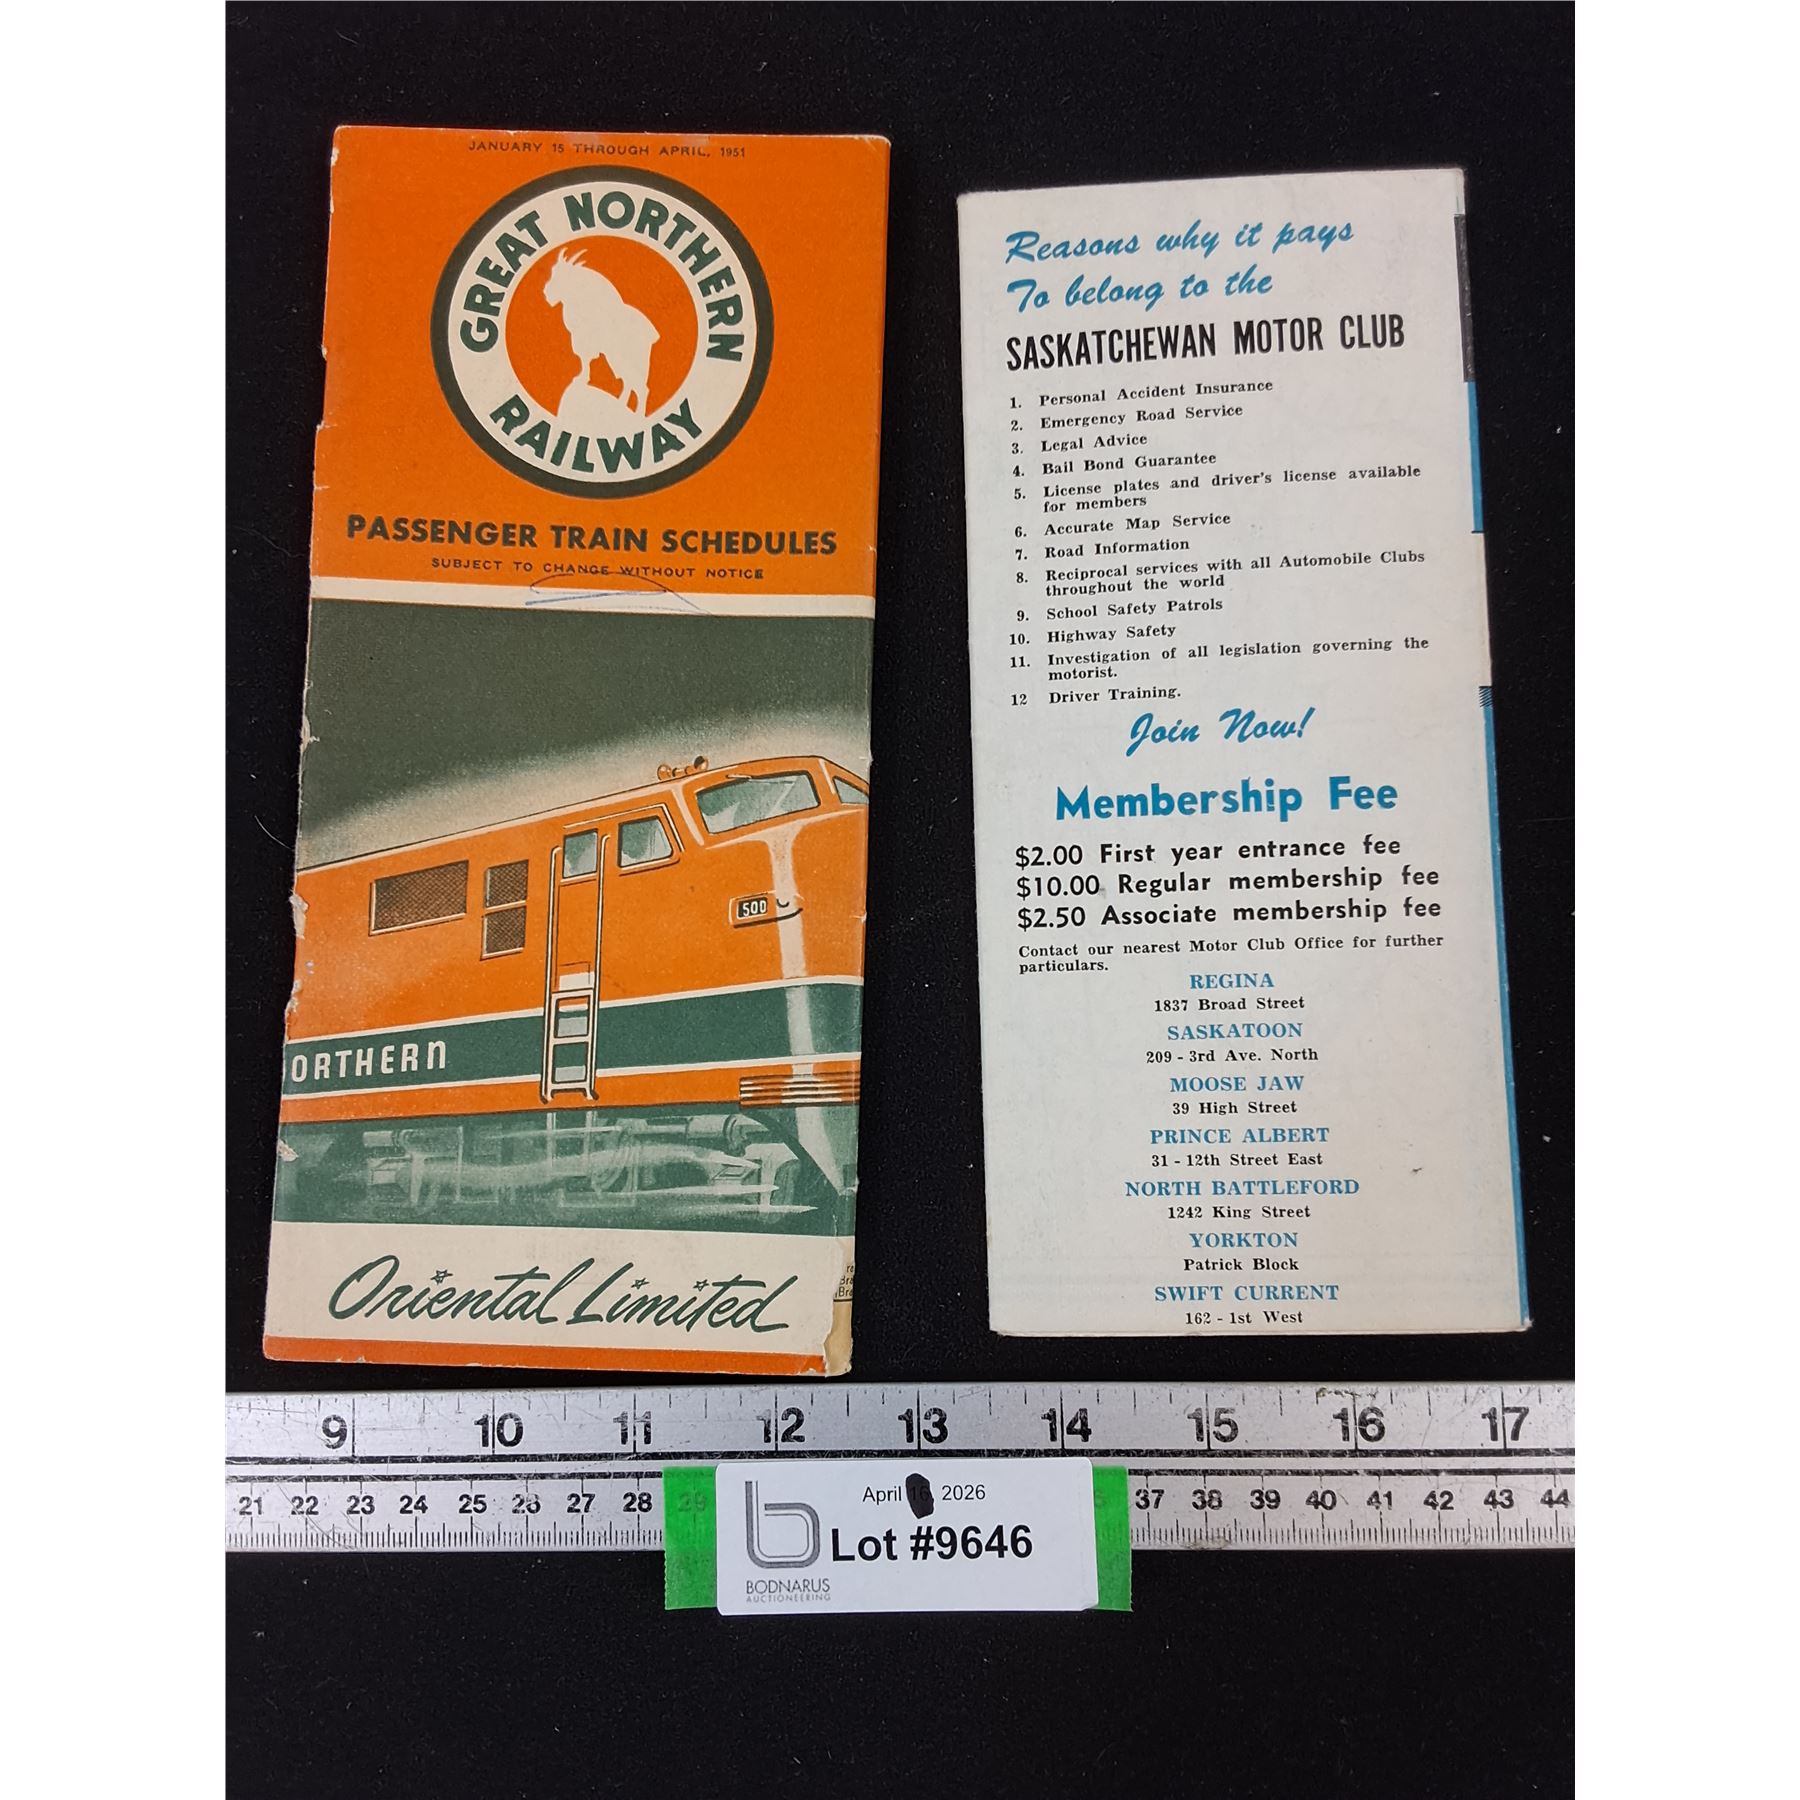 JANUARY 15 THROUGH APRIL, 1951
GREAT NORTHERN
RAILWAY
PASSENGER TRAIN SCHEDULES
SUBJECT TO CHANGE WITHOUT NOTICE
500
ORTHERN
Oriental Limited
Reasons why it pays
To belong to the
SASKATCHEWAN MOTOR CLUB
1. Personal Accident Insurance
2. Emergency Road Service
3. Legal Advice
4. Bail Bond Guarantee
5. License plates and driver's license available
for members
6. Accurate Map Service
7. Road Information
8. Reciprocal services with all Automobile Clubs
throughout the world
9. School Safety Patrols
10. Highway Safety
11. Investigation of all legislation governing the
motorist.
12 Driver Training.
Join Now!
Membership Fee
$2.00 First year entrance fee
$10.00 Regular membership fee
$2.50 Associate membership fee
Contact our nearest Motor Club Office for further
particulars.
REGINA
1837 Broad Street
SASKATOON
209 - 3rd Ave. North
MOOSE JAW
39 High Street
PRINCE ALBERT
31 - 12th Street East
NORTH BATTLEFORD
1242 King Street
YORKTON
Patrick Block
SWIFT CURRENT
162 - 1st West
9 10 11 12 13 14 15 16 17
21 22 23 24 25 26 27 28 29 37 38 39 40 41 42 43 44
April 2026
Lot #9646
BODNARUS
AUCTIONEERING